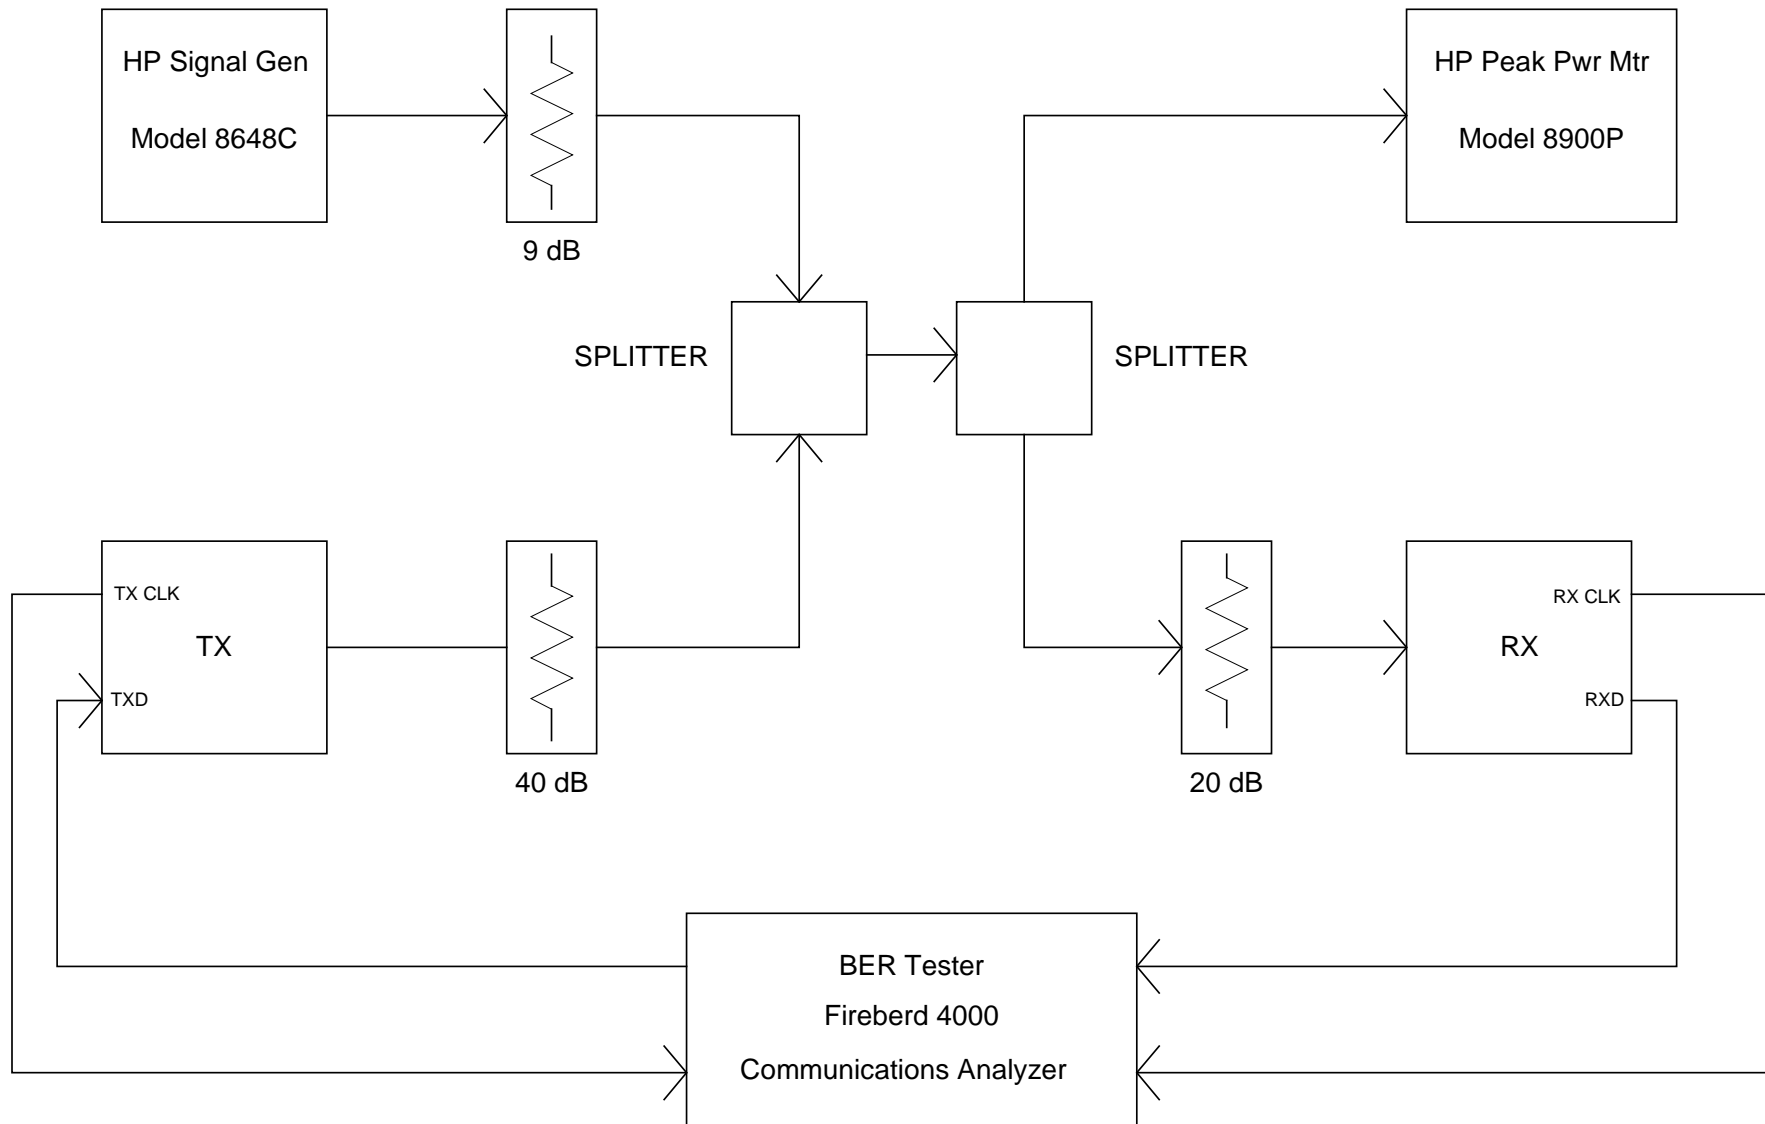 HP Signal Gen
Model 8648C
9 dB
HP Peak Pwr Mtr
Model 8900P
SPLITTER
SPLITTER
TX CLK
TX
TXD
40 dB
20 dB
RX CLK
RX
RXD
BER Tester
Fireberd 4000
Communications Analyzer